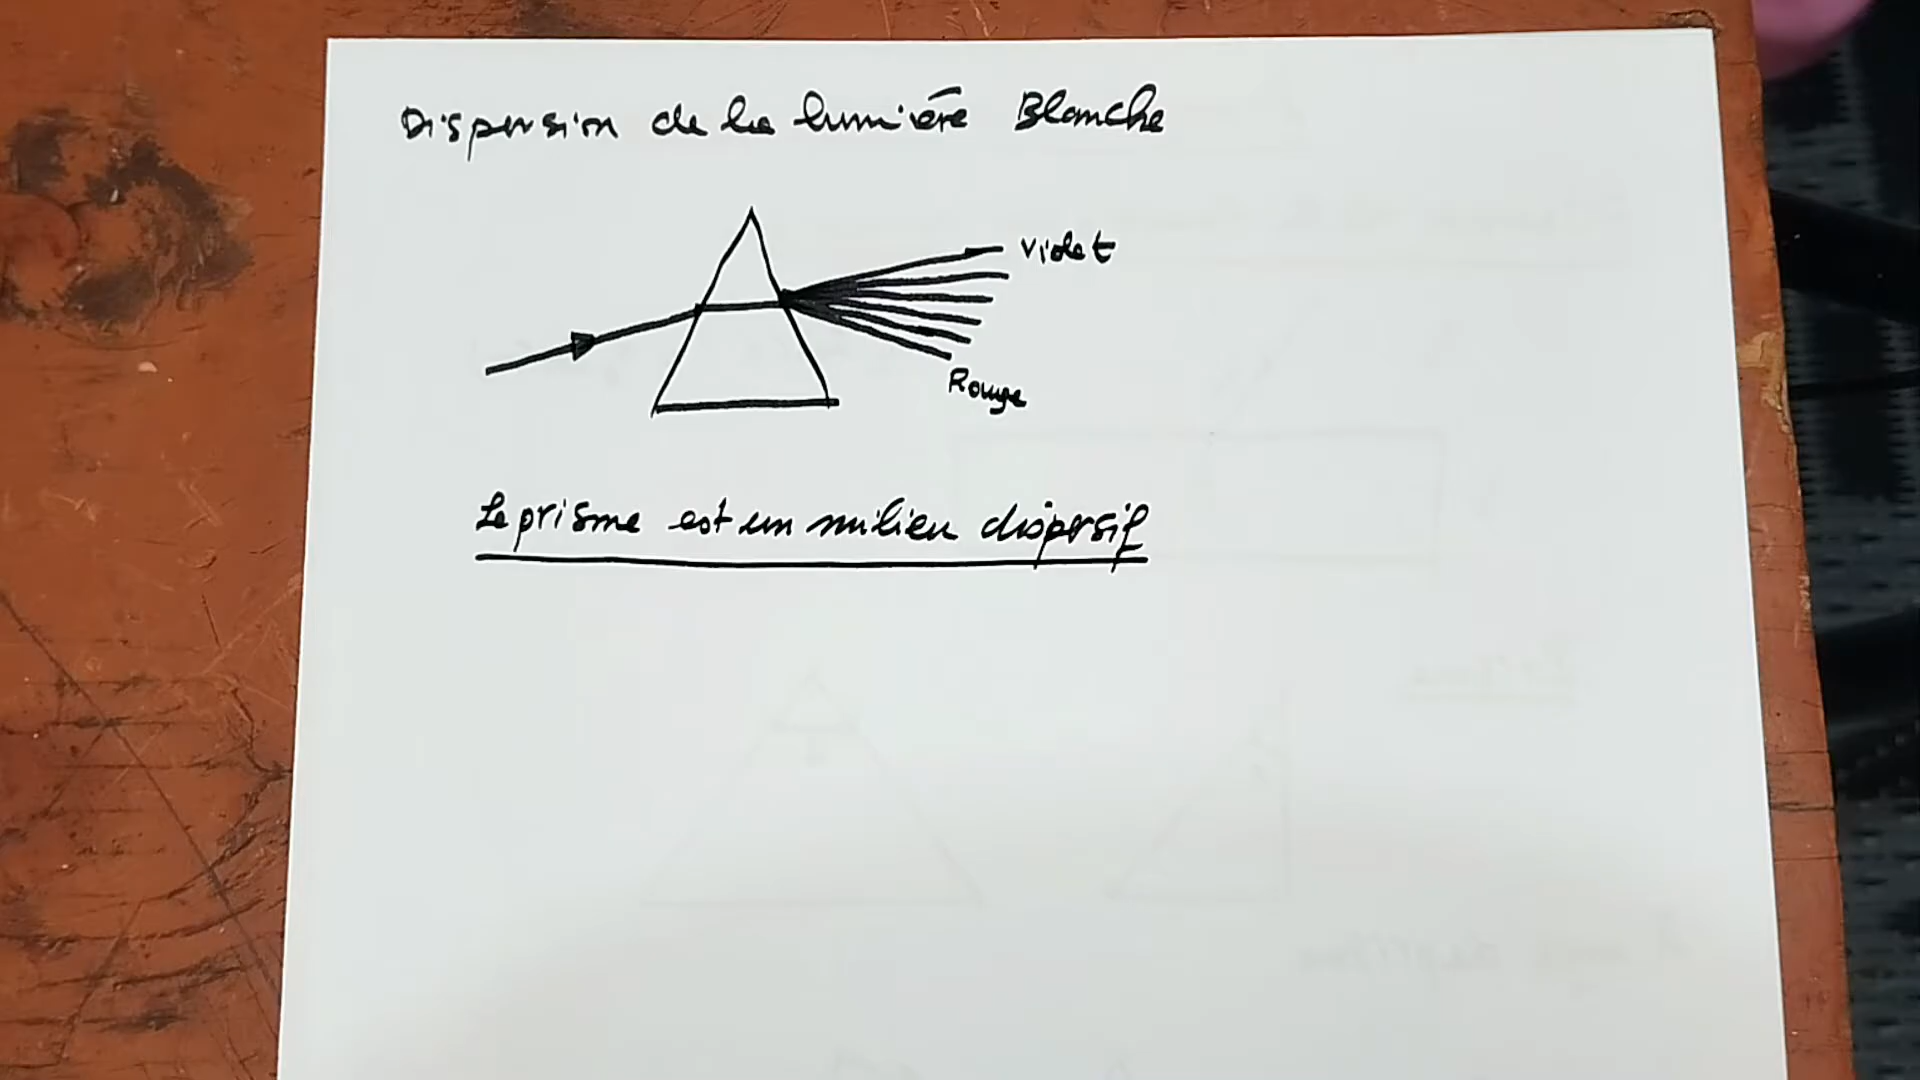 Dispersion de la lumière Blanche
Violet
Rouge
Le prisme est un milieu dispersif